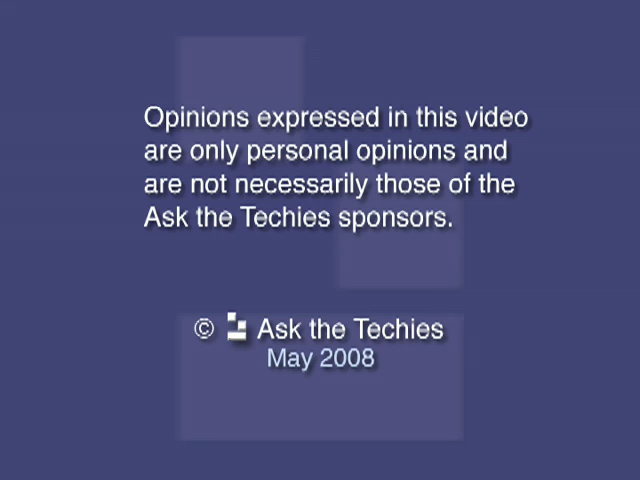 Opinions expressed in this video
are only personal opinions and
are not necessarily those of the
Ask the Techies sponsors.
© Ask the Techies
May 2008